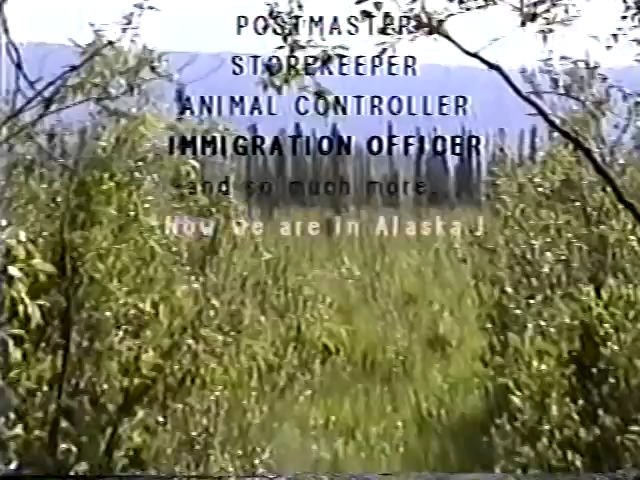 POSTMASTER
STOREKEEPER
ANIMAL CONTROLLER
IMMIGRATION OFFICER
and so much more.
Now we are in Alaska !